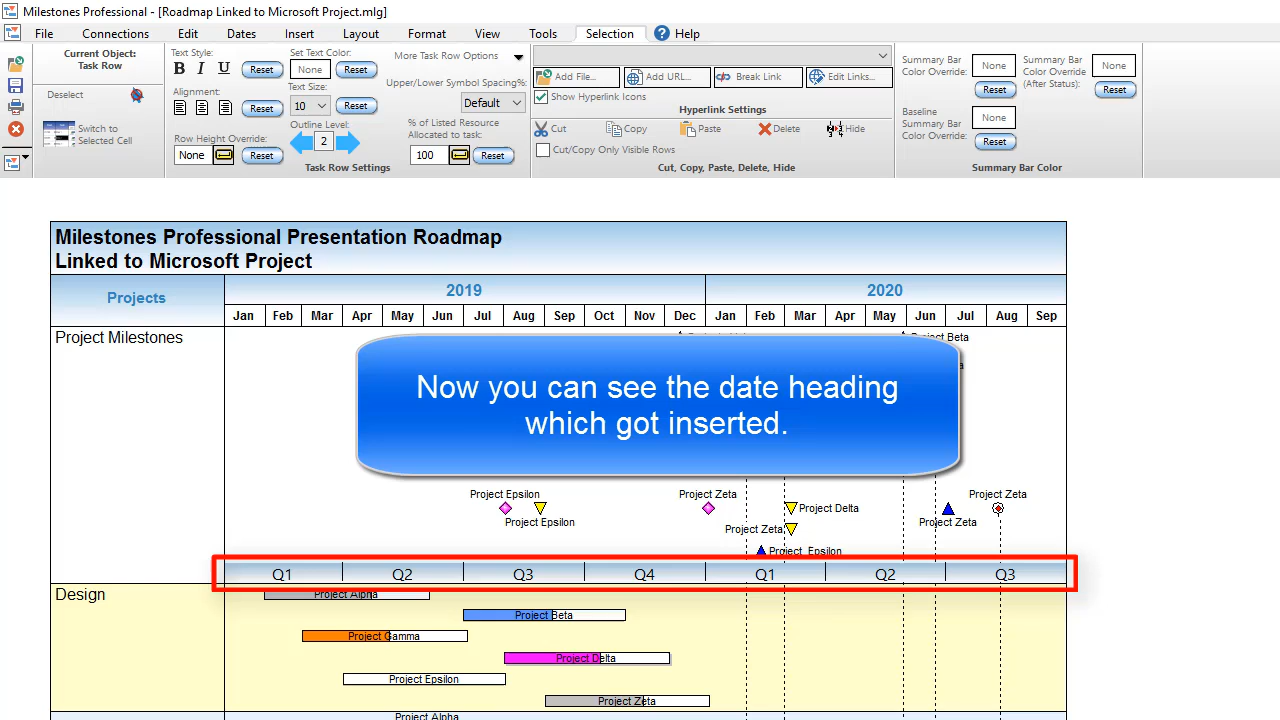 Milestones Professional - [Roadmap Linked to Microsoft Project.mlg]
File Connections Edit Dates Insert Layout Format View Tools Selection Help
Current Object:
Task Row
Deselect
Switch to
Selected Cell
Text Style:
B I U Reset
Set Text Color:
None Reset
Alignment:
Reset
Text Size:
10 Reset
Row Height Override:
None Reset
Outline Level:
2
More Task Row Options
Upper/Lower Symbol Spacing%:
Default
% of Listed Resource
Allocated to task:
100 Reset
Task Row Settings
Add File... Add URL... Break Link Edit Links...
Show Hyperlink Icons
Hyperlink Settings
Cut Copy Paste Delete Hide
Cut/Copy Only Visible Rows
Cut, Copy, Paste, Delete, Hide
Summary Bar
Color Override:
None
Reset
Summary Bar
Color Override
(After Status):
None
Reset
Baseline
Summary Bar
Color Override:
None
Reset
Summary Bar Color
Milestones Professional Presentation Roadmap
Linked to Microsoft Project
Projects
2019 2020
Jan Feb Mar Apr May Jun Jul Aug Sep Oct Nov Dec Jan Feb Mar Apr May Jun Jul Aug Sep
Project Milestones
Project Beta
Now you can see the date heading
which got inserted.
Project Epsilon Project Zeta Project Zeta
Project Delta
Project Epsilon Project Zeta
Project Zeta
Project Epsilon
Q1 Q2 Q3 Q4 Q1 Q2 Q3
Design
Project Alpha
Project Beta
Project Gamma
Project Delta
Project Epsilon
Project Zeta
Project Alpha